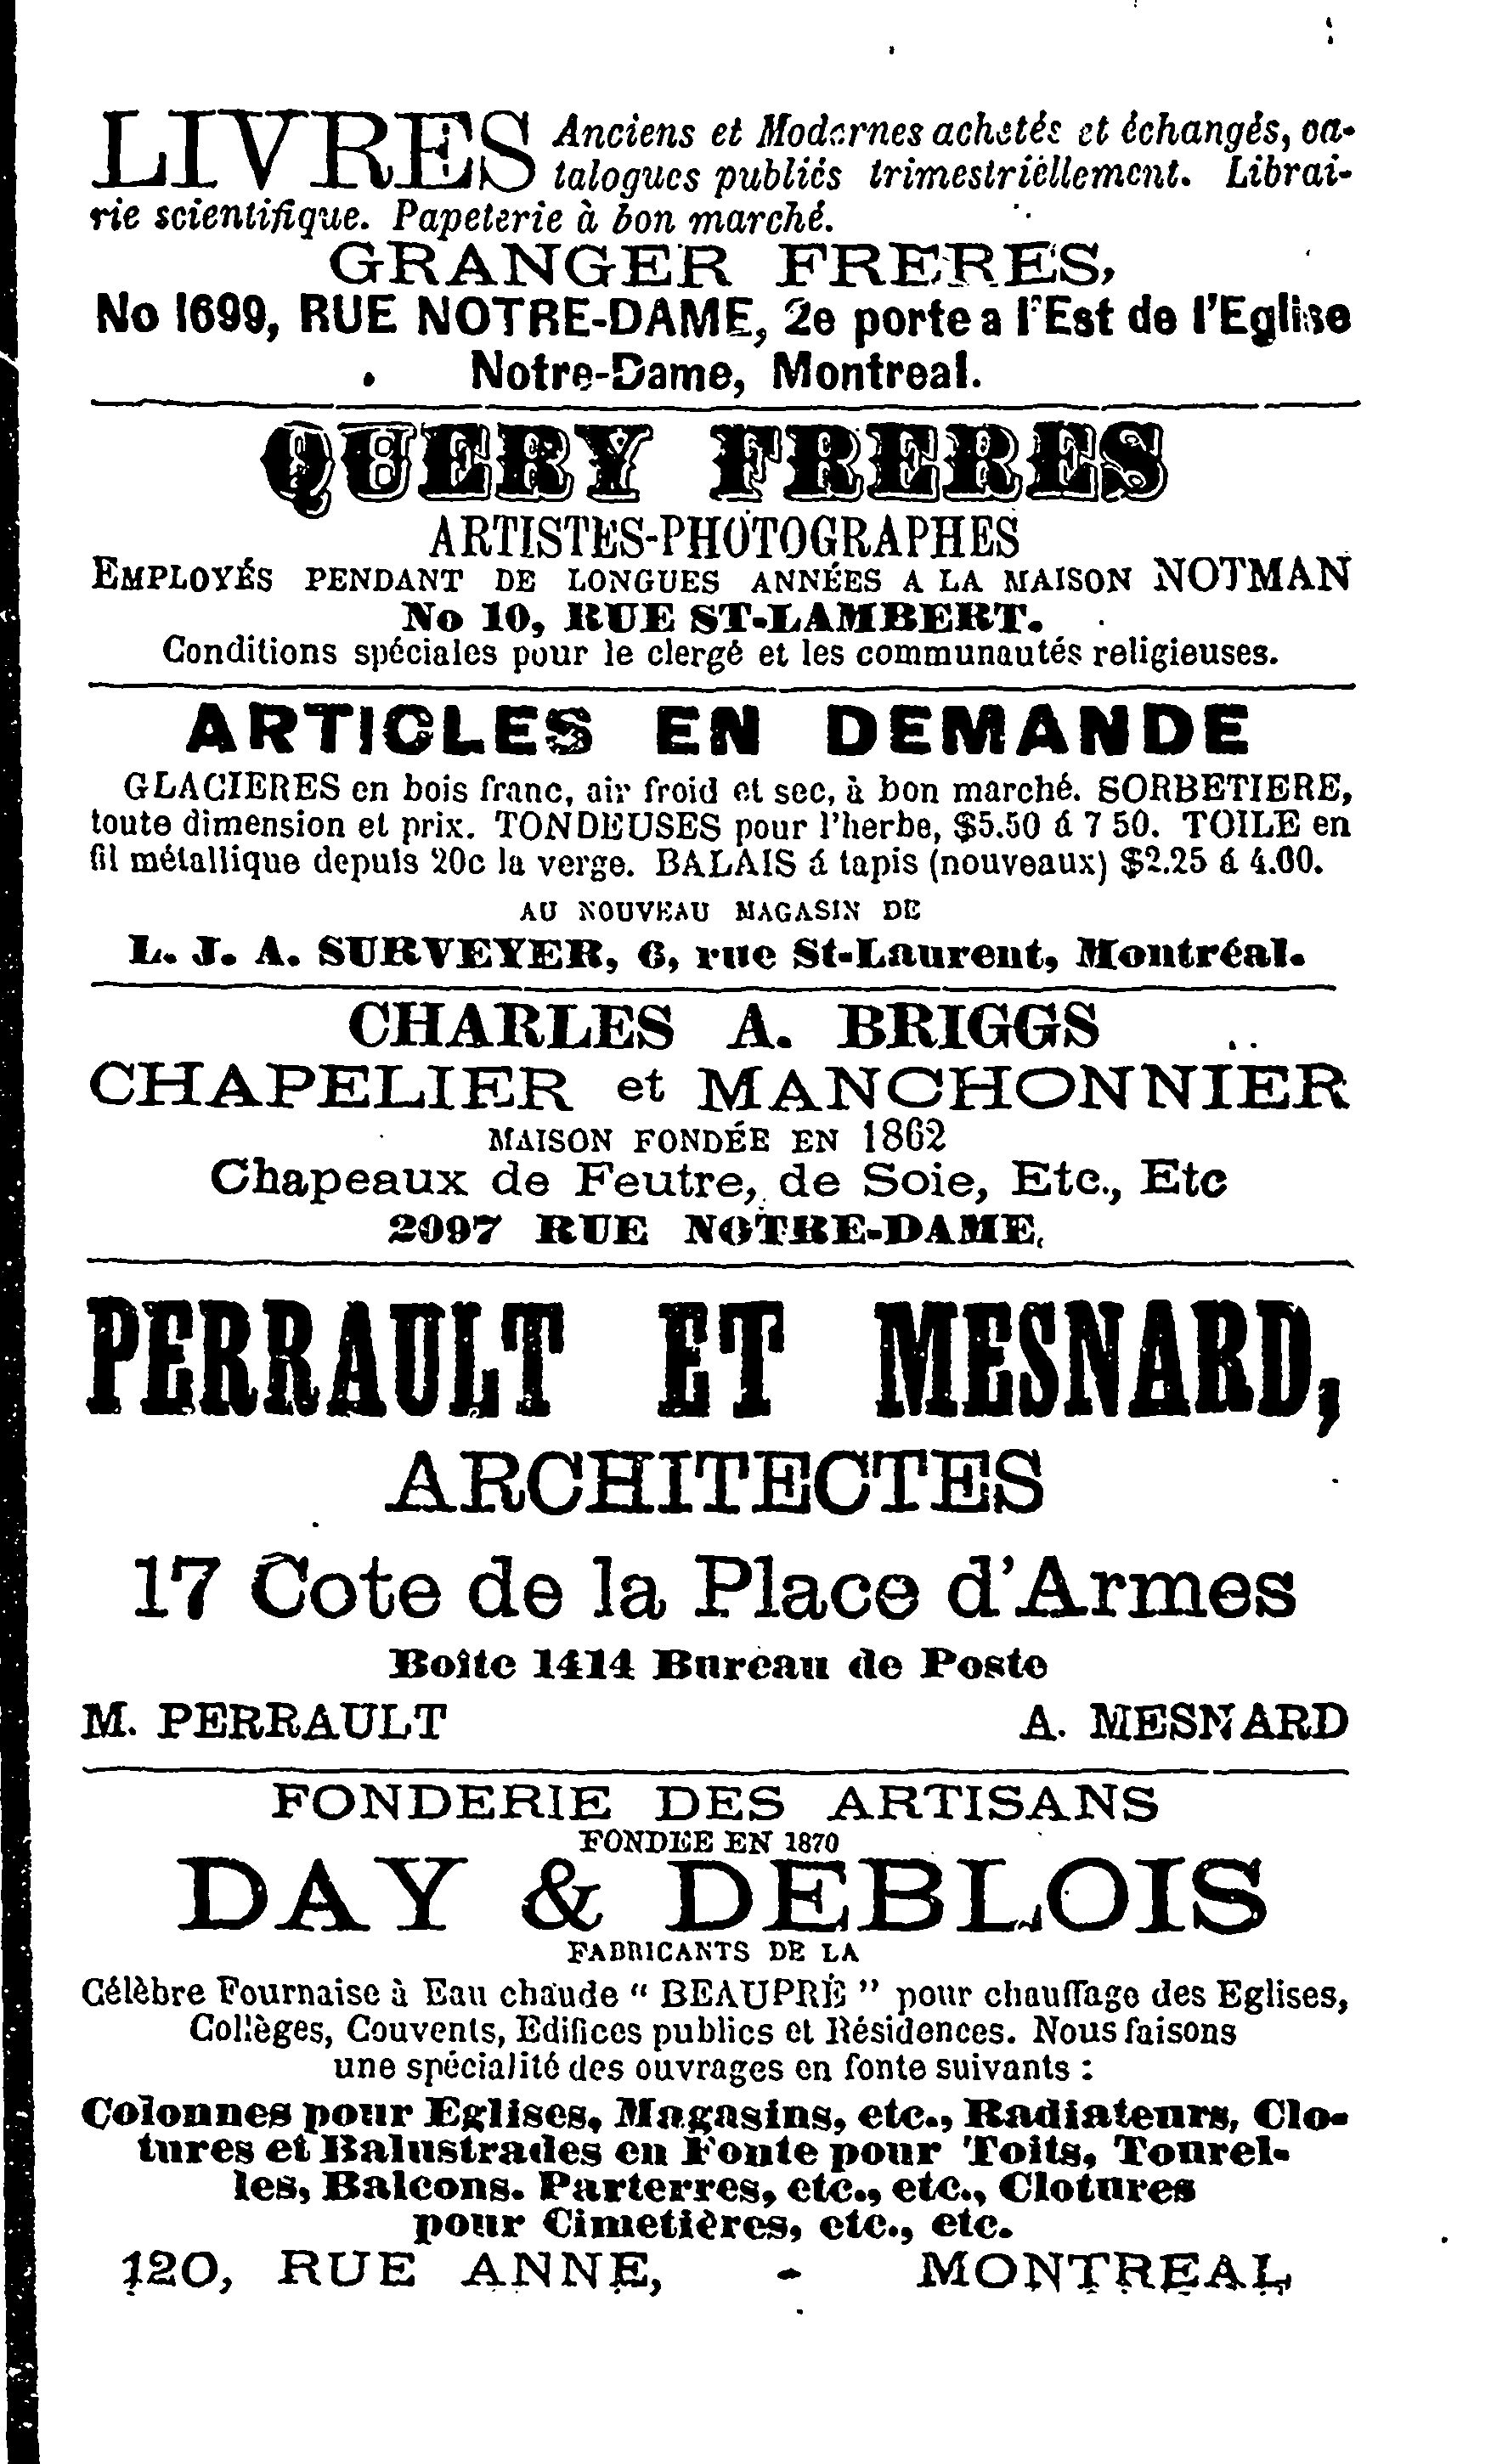 LIVRES Anciens et Modernes achetés et échangés, ca-
talogues publiés trimestriellement. Librai-
rie scientifique. Papeterie à bon marché.
GRANGER FRERES,
No 1699, RUE NOTRE-DAME, 2e porte a l'Est de l'Eglise
Notre-Dame, Montreal.
QUERY FRERES
ARTISTES-PHOTOGRAPHES
EMPLOYÉS PENDANT DE LONGUES ANNÉES A LA MAISON NOTMAN
No 10, RUE ST-LAMBERT.
Conditions spéciales pour le clergé et les communautés religieuses.
ARTICLES EN DEMANDE
GLACIERES en bois franc, air froid et sec, à bon marché. SORBETIERE,
toute dimension et prix. TONDEUSES pour l'herbe, $5.50 á 7 50. TOILE en
fil métallique depuis 20c la verge. BALAIS á tapis (nouveaux) $2.25 á 4.00.
AU NOUVEAU MAGASIN DE
L. J. A. SURVEYER, 6, rue St-Laurent, Montréal.
CHARLES A. BRIGGS
CHAPELIER et MANCHONNIER
MAISON FONDÉE EN 1862
Chapeaux de Feutre, de Soie, Etc., Etc
2097 RUE NOTRE-DAME.
PERRAULT ET MESNARD,
ARCHITECTES
17 Cote de la Place d'Armes
Boîte 1414 Bureau de Poste
M. PERRAULT A. MESNARD
FONDERIE DES ARTISANS
FONDEE EN 1870
DAY & DEBLOIS
FABRICANTS DE LA
Célèbre Fournaise à Eau chaude " BEAUPRÉ " pour chauffage des Eglises,
Collèges, Couvents, Edifices publics et Résidences. Nous faisons
une spécialité des ouvrages en fonte suivants :
Colonnes pour Eglises, Magasins, etc., Radiateurs, Clo-
tures et Balustrades en Fonte pour Toits, Tourel-
les, Balcons. Parterres, etc., etc., Clotures
pour Cimetières, etc., etc.
120, RUE ANNE, - MONTREAL